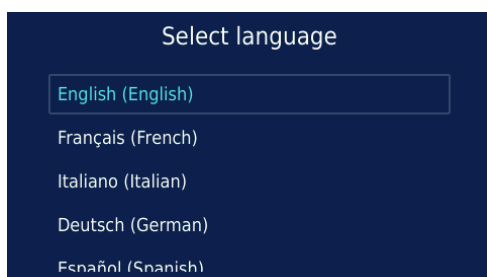 Select language
English (English)
Français (French)
Italiano (Italian)
Deutsch (German)
Español (Spanish)